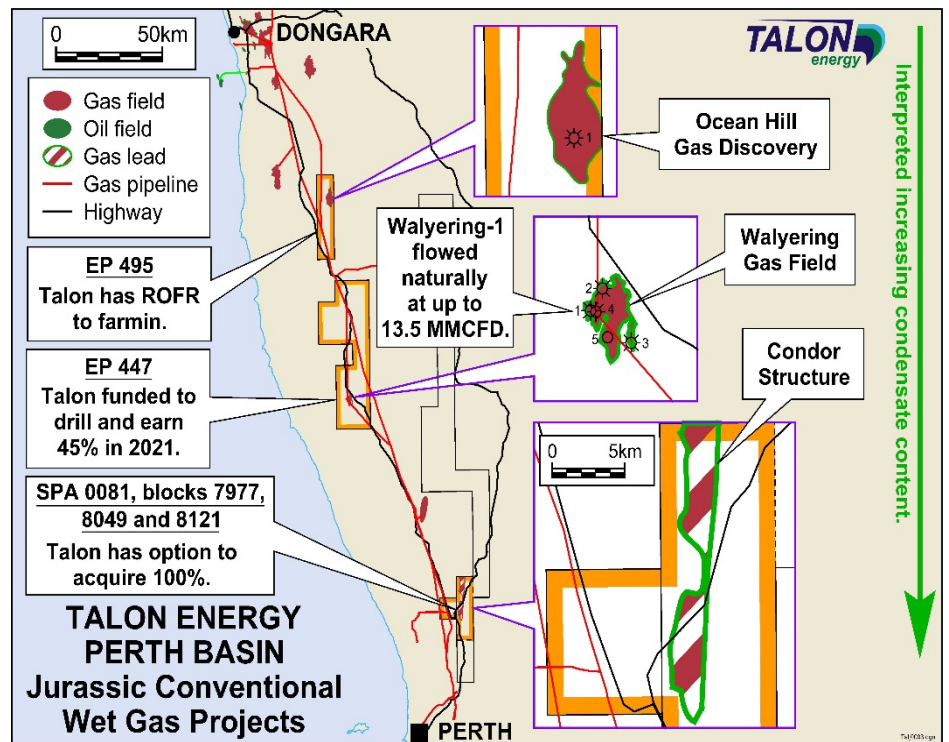 0
50km
DONGARA
TALON
energy
Gas field
Oil field
Gas lead
Gas pipeline
Highway
EP 495
Talon has ROFR
to farmin.
EP 447
Talon funded to
drill and earn
45% in 2021.
SPA 0081, blocks 7977,
8049 and 8121
Talon has option to
acquire 100%.
TALON ENERGY
PERTH BASIN
Jurassic Conventional
Wet Gas Projects
PERTH
1
Ocean Hill
Gas Discovery
Walyering-1
flowed
naturally
at up to
13.5 MMCFD.
2
1
4
5
3
Walyering
Gas Field
Condor
Structure
0
5km
Interpreted increasing condensate content.